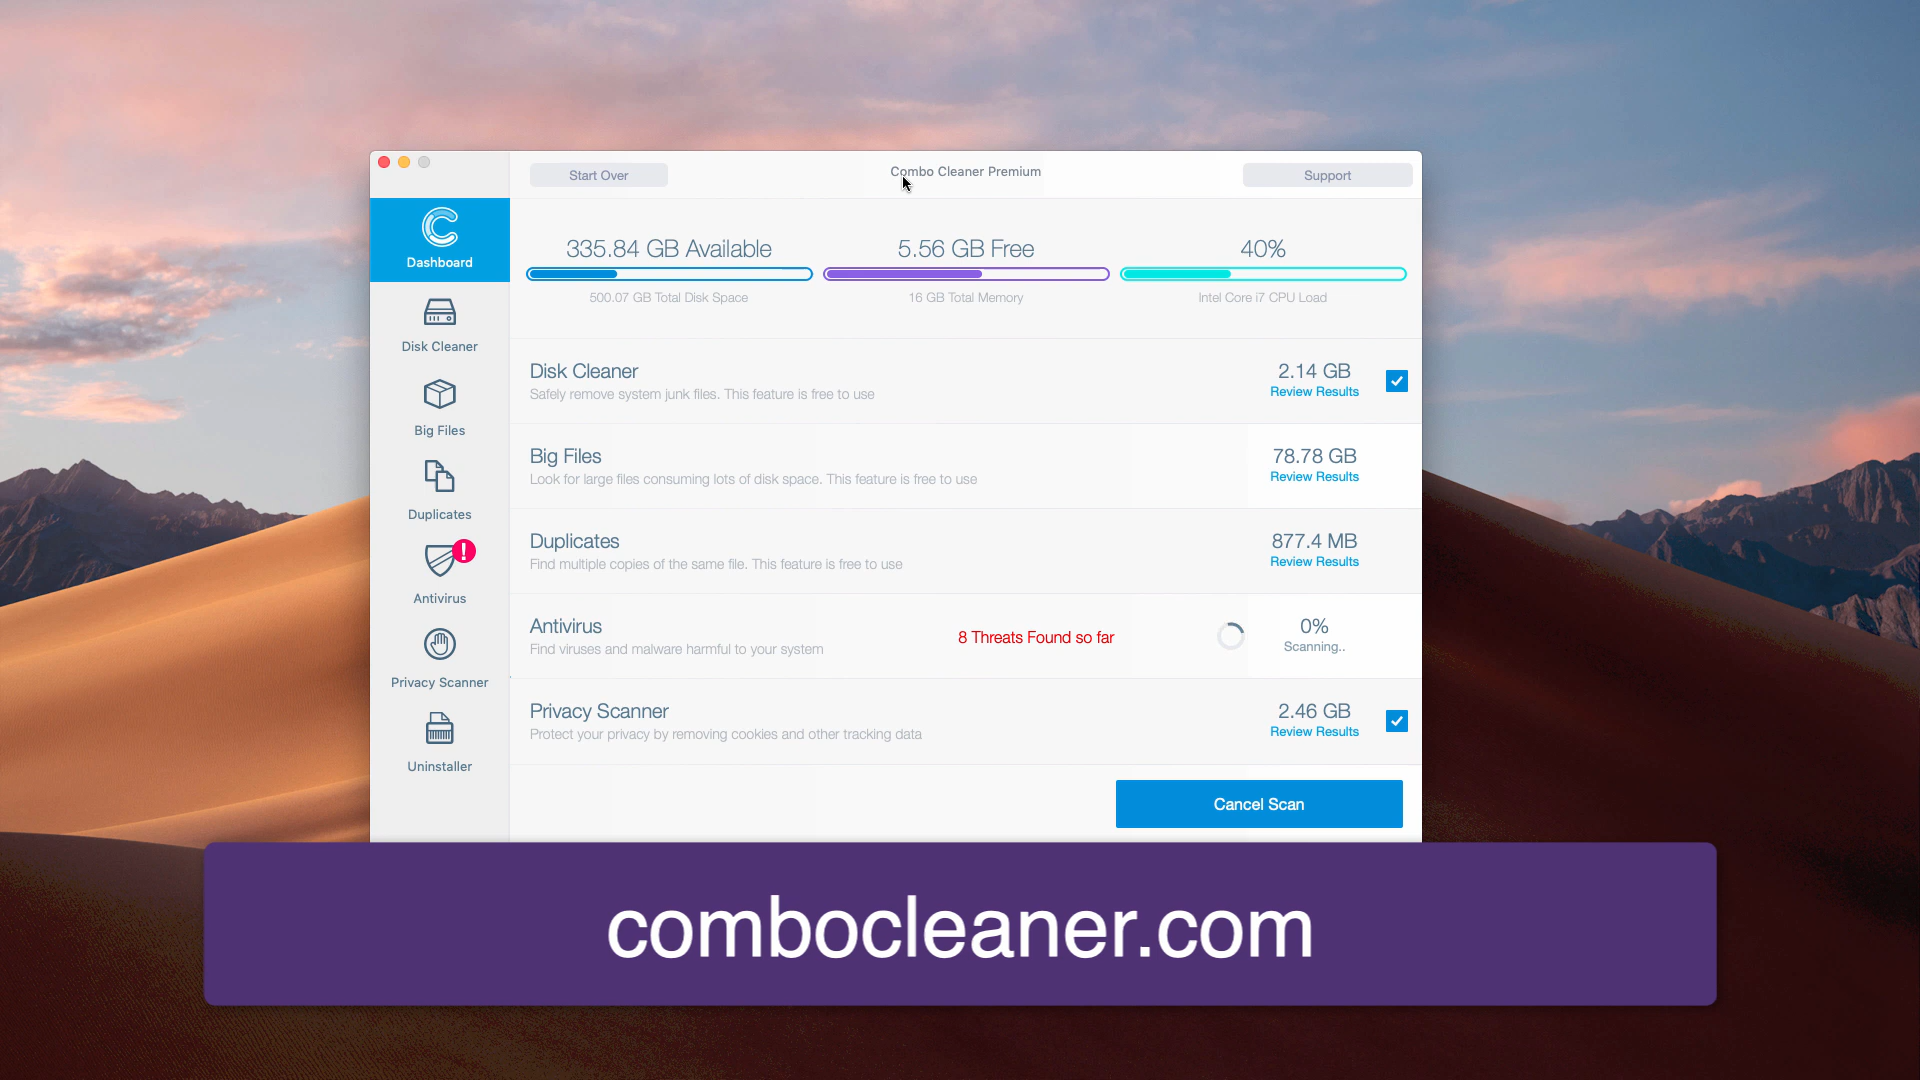 Start Over
Combo Cleaner Premium
Support
Dashboard
Disk Cleaner
Big Files
Duplicates
Antivirus
Privacy Scanner
Uninstaller
335.84 GB Available
500.07 GB Total Disk Space
5.56 GB Free
16 GB Total Memory
40%
Intel Core i7 CPU Load
Disk Cleaner
Safely remove system junk files. This feature is free to use
2.14 GB
Review Results
Big Files
Look for large files consuming lots of disk space. This feature is free to use
78.78 GB
Review Results
Duplicates
Find multiple copies of the same file. This feature is free to use
877.4 MB
Review Results
Antivirus
Find viruses and malware harmful to your system
8 Threats Found so far
0%
Scanning..
Privacy Scanner
Protect your privacy by removing cookies and other tracking data
2.46 GB
Review Results
Cancel Scan
combocleaner.com